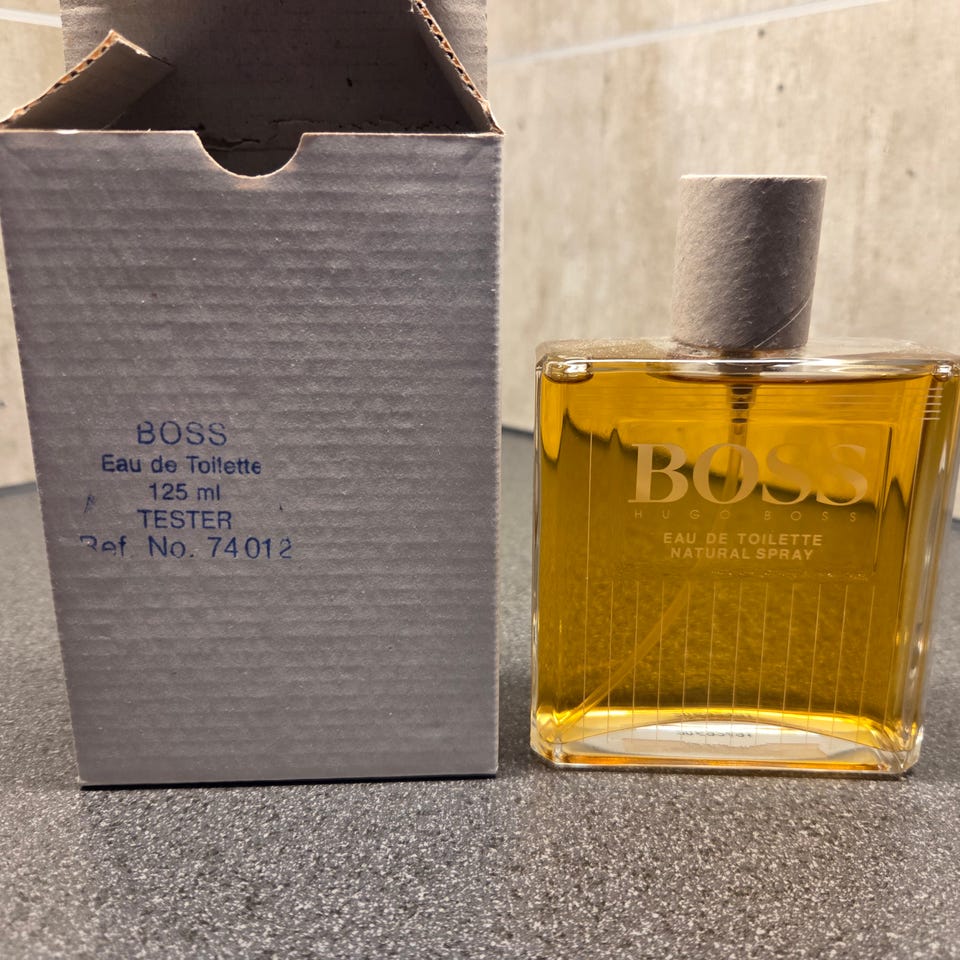 BOSS
Eau de Toilette
125 ml
TESTER
Ref. No. 74012
BOSS
HUGO BOSS
EAU DE TOILETTE
NATURAL SPRAY